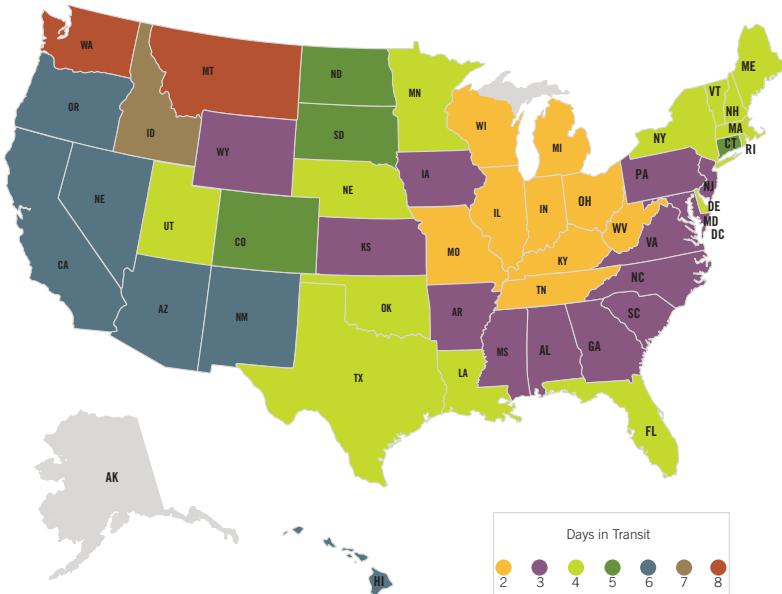 WA
MT
ND
MN
ME
VT
NH
OR
ID
WY
SD
WI
MI
NY
MA
CT
RI
NE
UT
CO
NE
IA
IL
IN
OH
PA
NJ
DE
MD
DC
WV
VA
CA
KS
MO
KY
NC
AZ
NM
OK
AR
TN
SC
TX
LA
MS
AL
GA
FL
AK
HI
Days in Transit
2 3 4 5 6 7 8